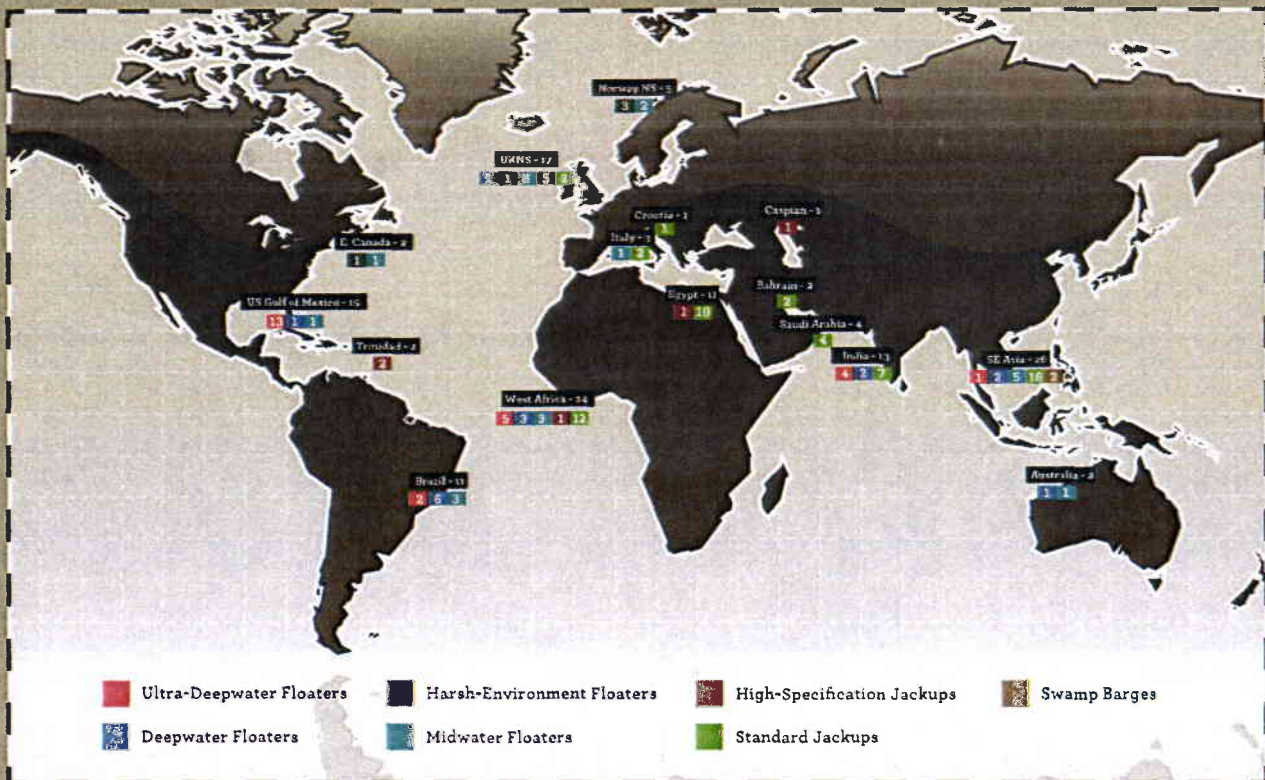 Norway NS - 5
3 2
UKNS - 17
1 8 5 2
Croatia - 1
1
Caspian - 1
1
Italy - 3
1 2
E. Canada - 2
1 1
Bahrain - 2
2
US Gulf of Mexico - 15
13 1 1
Egypt - 11
1 10
Saudi Arabia - 4
4
Trinidad - 2
2
India - 13
4 2 7
SE Asia - 26
1 2 5 16 2
West Africa - 24
5 3 3 1 12
Brazil - 11
2 6 3
Australia - 2
1 1
Ultra-Deepwater Floaters
Harsh-Environment Floaters
High-Specification Jackups
Swamp Barges
Deepwater Floaters
Midwater Floaters
Standard Jackups